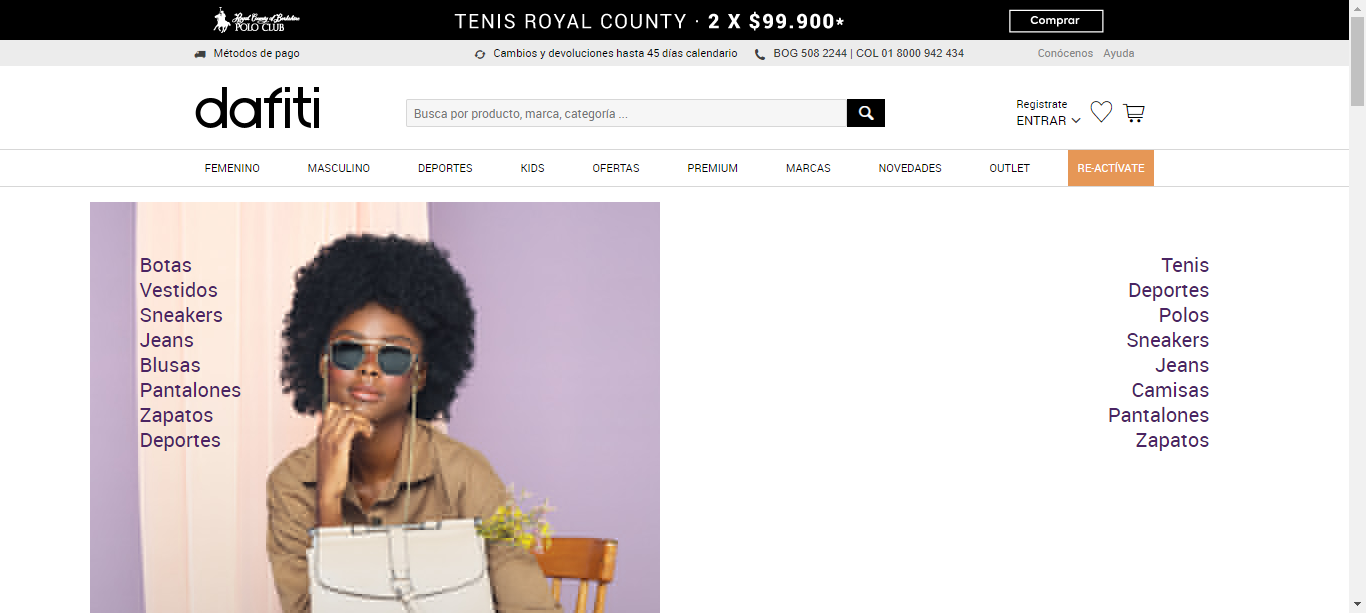 Royal County of Berkshire
POLO CLUB
TENIS ROYAL COUNTY · 2 X $99.900*
Comprar
Métodos de pago
Cambios y devoluciones hasta 45 días calendario
BOG 508 2244 | COL 01 8000 942 434
Conócenos
Ayuda
dafiti
Busca por producto, marca, categoría ...
Registrate
ENTRAR
FEMENINO
MASCULINO
DEPORTES
KIDS
OFERTAS
PREMIUM
MARCAS
NOVEDADES
OUTLET
RE-ACTÍVATE
Botas
Vestidos
Sneakers
Jeans
Blusas
Pantalones
Zapatos
Deportes
Tenis
Deportes
Polos
Sneakers
Jeans
Camisas
Pantalones
Zapatos